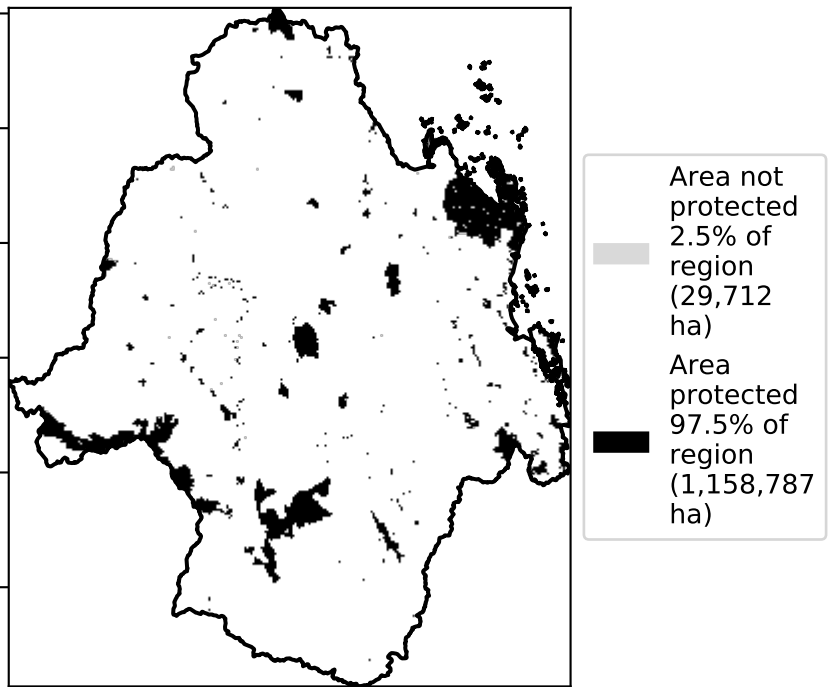 Area not
protected
2.5% of
region
(29,712
ha)
Area
protected
97.5% of
region
(1,158,787
ha)